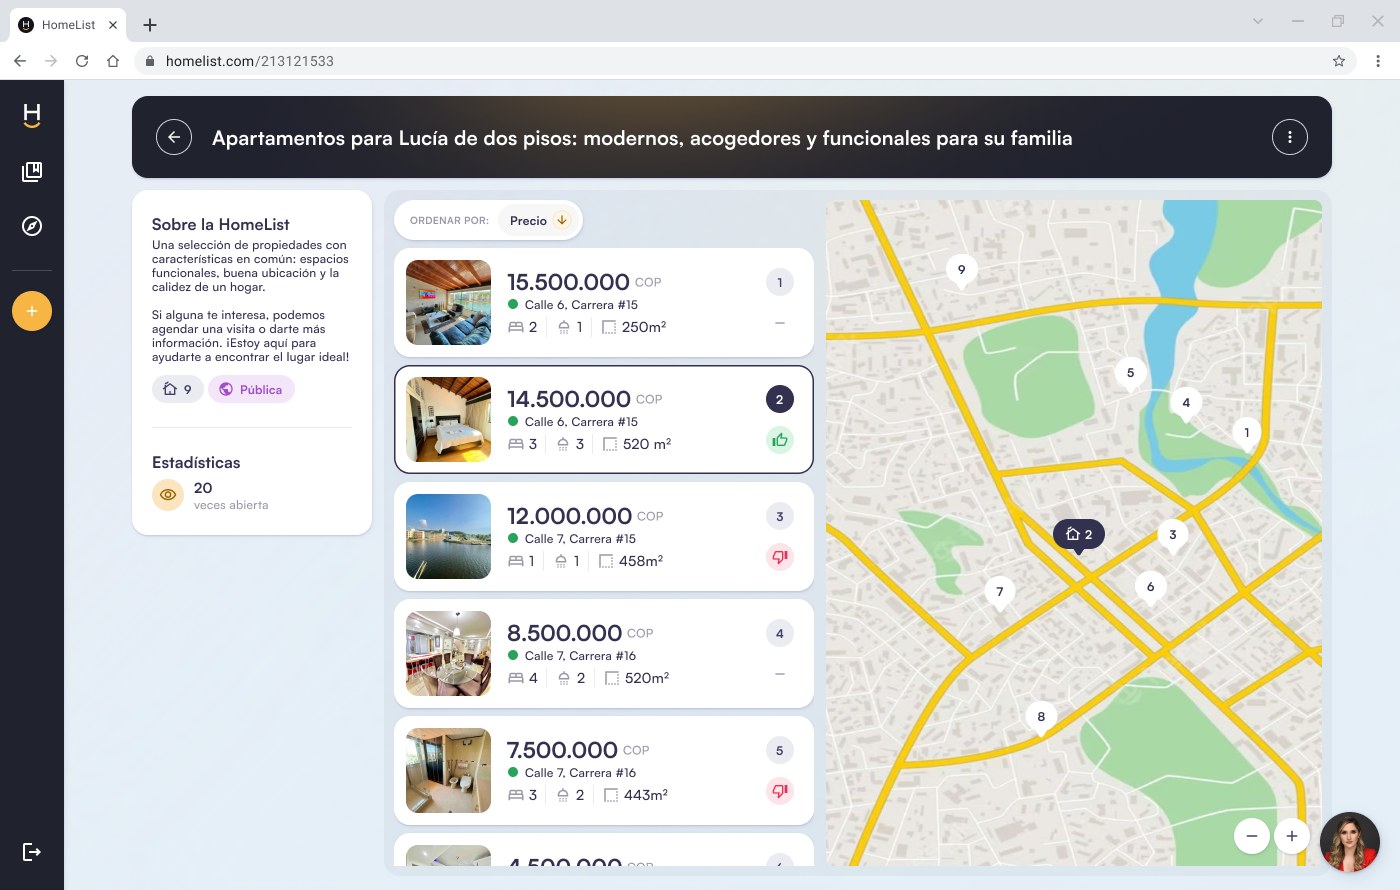 HomeList
homelist.com/213121533
H
Apartamentos para Lucía de dos pisos: modernos, acogedores y funcionales para su familia
Sobre la HomeList
Una selección de propiedades con
características en común: espacios
funcionales, buena ubicación y la
calidez de un hogar.
Si alguna te interesa, podemos
agendar una visita o darte más
información. ¡Estoy aquí para
ayudarte a encontrar el lugar ideal!
9
Pública
Estadísticas
20
veces abierta
ORDENAR POR: Precio
15.500.000 COP
1
Calle 6, Carrera #15
2 1 250m²
14.500.000 COP
2
Calle 6, Carrera #15
3 3 520 m²
12.000.000 COP
3
Calle 7, Carrera #15
1 1 458m²
8.500.000 COP
4
Calle 7, Carrera #16
4 2 520m²
7.500.000 COP
5
Calle 7, Carrera #16
3 2 443m²
4.500.000 COP
9
5
4
1
2
3
6
7
8